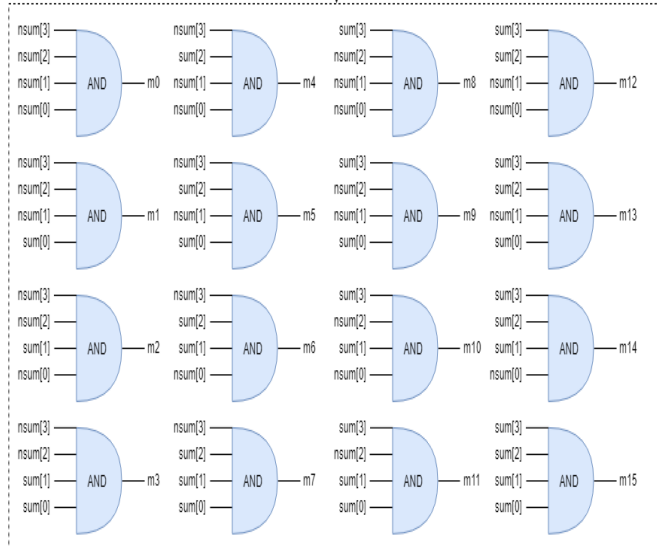 nsum[3]
nsum[2]
nsum[1]
nsum[0]
AND
m0
nsum[3]
sum[2]
nsum[1]
nsum[0]
AND
m4
sum[3]
nsum[2]
nsum[1]
nsum[0]
AND
m8
sum[3]
sum[2]
nsum[1]
nsum[0]
AND
m12
nsum[3]
nsum[2]
nsum[1]
sum[0]
AND
m1
nsum[3]
sum[2]
nsum[1]
sum[0]
AND
m5
sum[3]
nsum[2]
nsum[1]
sum[0]
AND
m9
sum[3]
sum[2]
nsum[1]
sum[0]
AND
m13
nsum[3]
nsum[2]
sum[1]
nsum[0]
AND
m2
nsum[3]
sum[2]
sum[1]
nsum[0]
AND
m6
sum[3]
nsum[2]
sum[1]
nsum[0]
AND
m10
sum[3]
sum[2]
sum[1]
nsum[0]
AND
m14
nsum[3]
nsum[2]
sum[1]
sum[0]
AND
m3
nsum[3]
sum[2]
sum[1]
sum[0]
AND
m7
sum[3]
nsum[2]
sum[1]
sum[0]
AND
m11
sum[3]
sum[2]
sum[1]
sum[0]
AND
m15